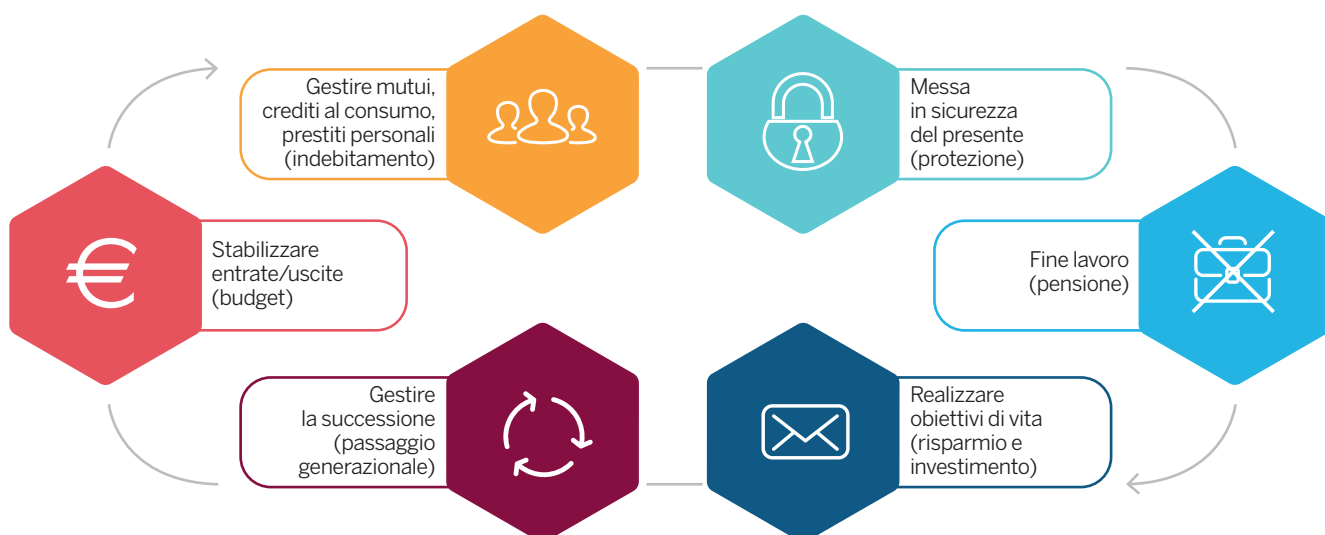 Gestire mutui,
crediti al consumo,
prestiti personali
(indebitamento)
Messa
in sicurezza
del presente
(protezione)
€
Stabilizzare
entrate/uscite
(budget)
Fine lavoro
(pensione)
Gestire
la successione
(passaggio
generazionale)
Realizzare
obiettivi di vita
(risparmio e
investimento)